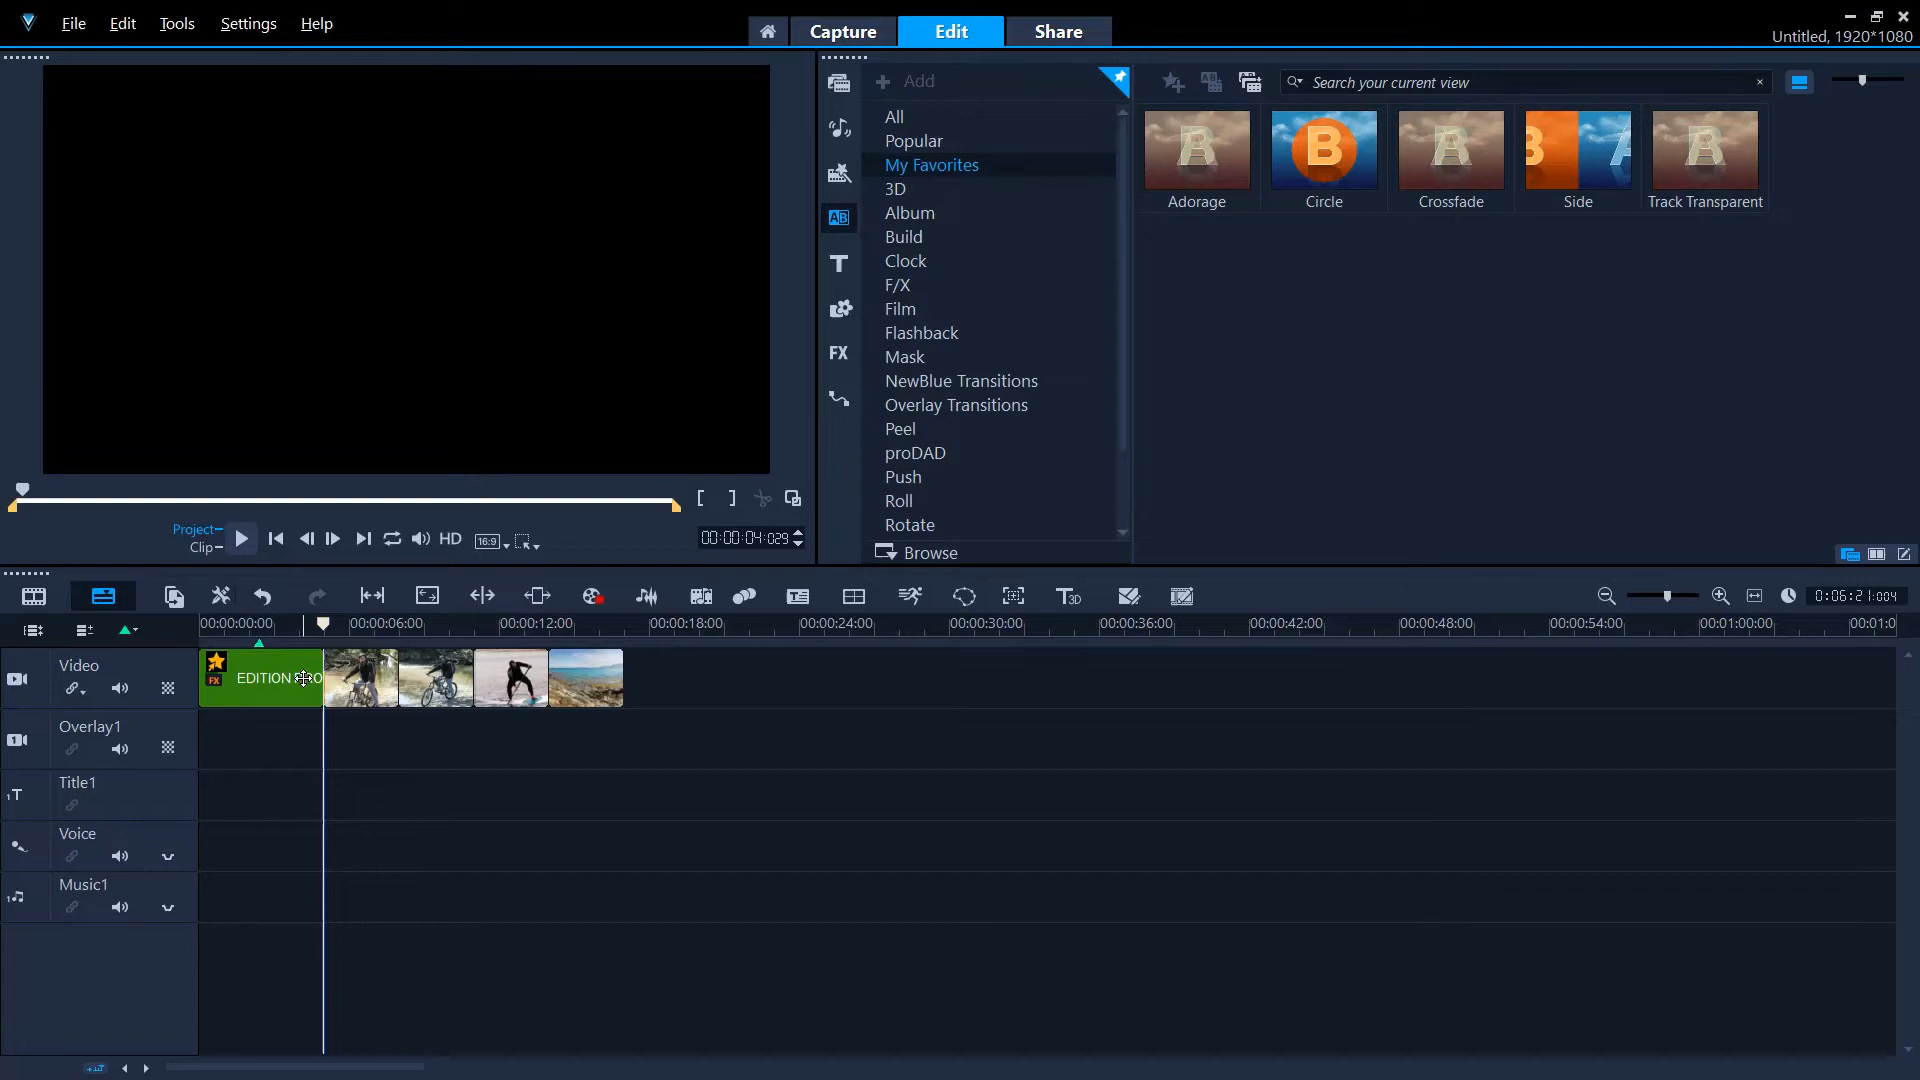 File Edit Tools Settings Help
Capture Edit Share
Untitled, 1920*1080
Add
Search your current view
All
Popular
My Favorites
3D
Album
Build
Clock
F/X
Film
Flashback
Mask
NewBlue Transitions
Overlay Transitions
Peel
proDAD
Push
Roll
Rotate
Browse
Adorage Circle Crossfade Side Track Transparent
Project
Clip
HD 16:9 00:00:04:029
0:06:21:004
00:00:00:00 00:00:06:00 00:00:12:00 00:00:18:00 00:00:24:00 00:00:30:00 00:00:36:00 00:00:42:00 00:00:48:00 00:00:54:00 00:01:00:00 00:01:0
Video
EDITION
Overlay1
Title1
Voice
Music1